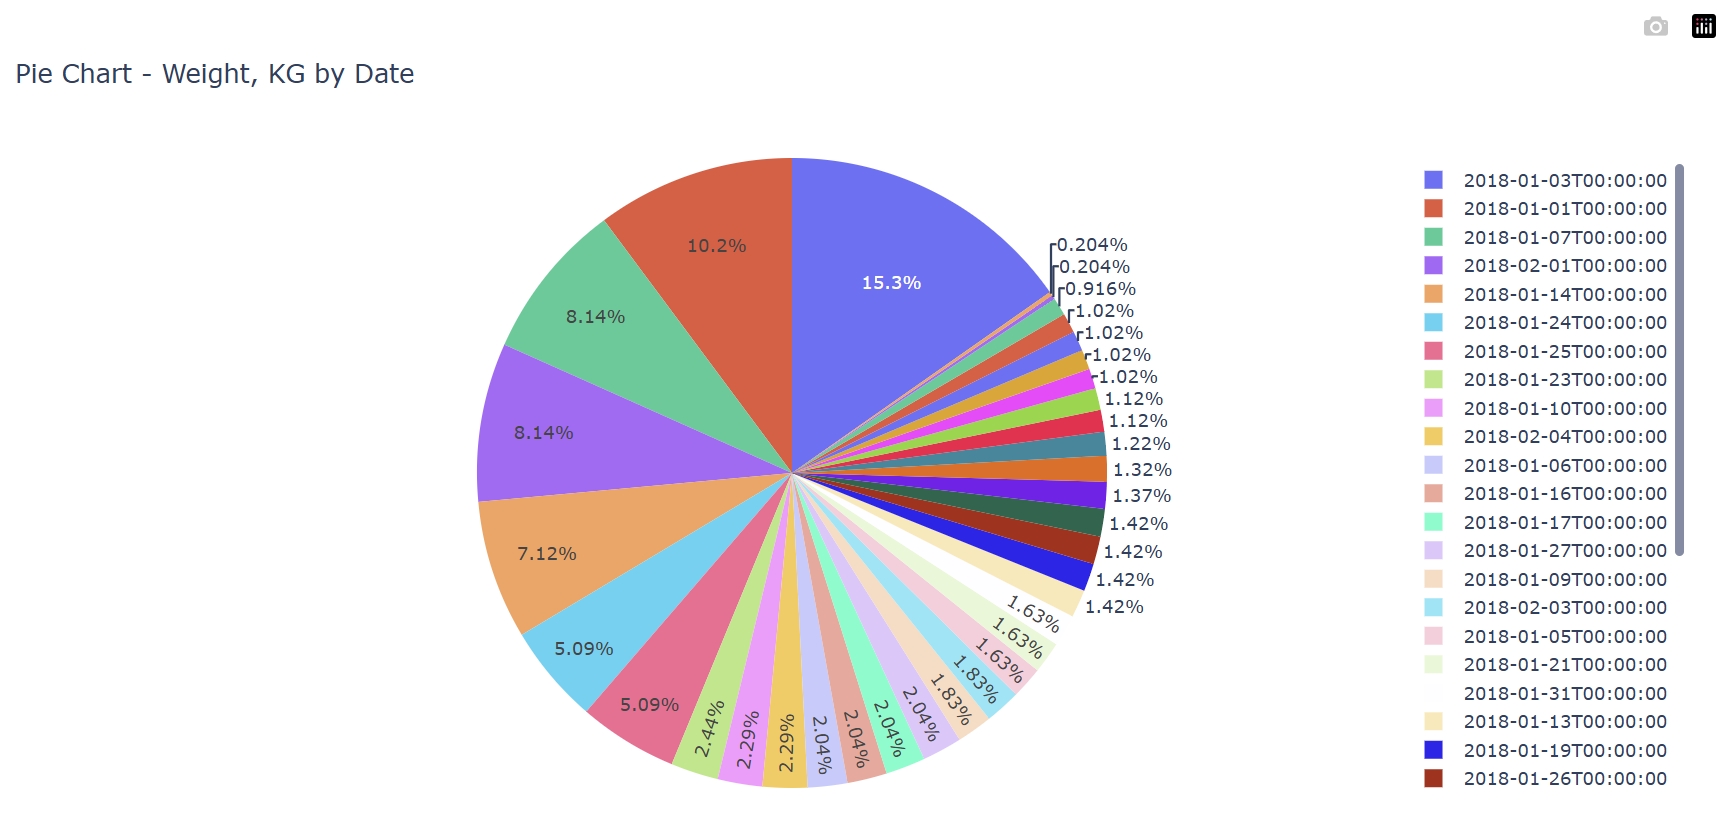 Pie Chart - Weight, KG by Date
15.3%
0.204%
0.204%
0.916%
1.02%
1.02%
1.02%
1.02%
1.12%
1.12%
1.22%
1.32%
1.37%
1.42%
1.42%
1.42%
1.42%
1.63%
1.63%
1.63%
1.83%
1.83%
2.04%
2.04%
2.04%
2.04%
2.29%
2.29%
2.44%
5.09%
5.09%
7.12%
8.14%
8.14%
10.2%
2018-01-03T00:00:00
2018-01-01T00:00:00
2018-01-07T00:00:00
2018-02-01T00:00:00
2018-01-14T00:00:00
2018-01-24T00:00:00
2018-01-25T00:00:00
2018-01-23T00:00:00
2018-01-10T00:00:00
2018-02-04T00:00:00
2018-01-06T00:00:00
2018-01-16T00:00:00
2018-01-17T00:00:00
2018-01-27T00:00:00
2018-01-09T00:00:00
2018-02-03T00:00:00
2018-01-05T00:00:00
2018-01-21T00:00:00
2018-01-31T00:00:00
2018-01-13T00:00:00
2018-01-19T00:00:00
2018-01-26T00:00:00